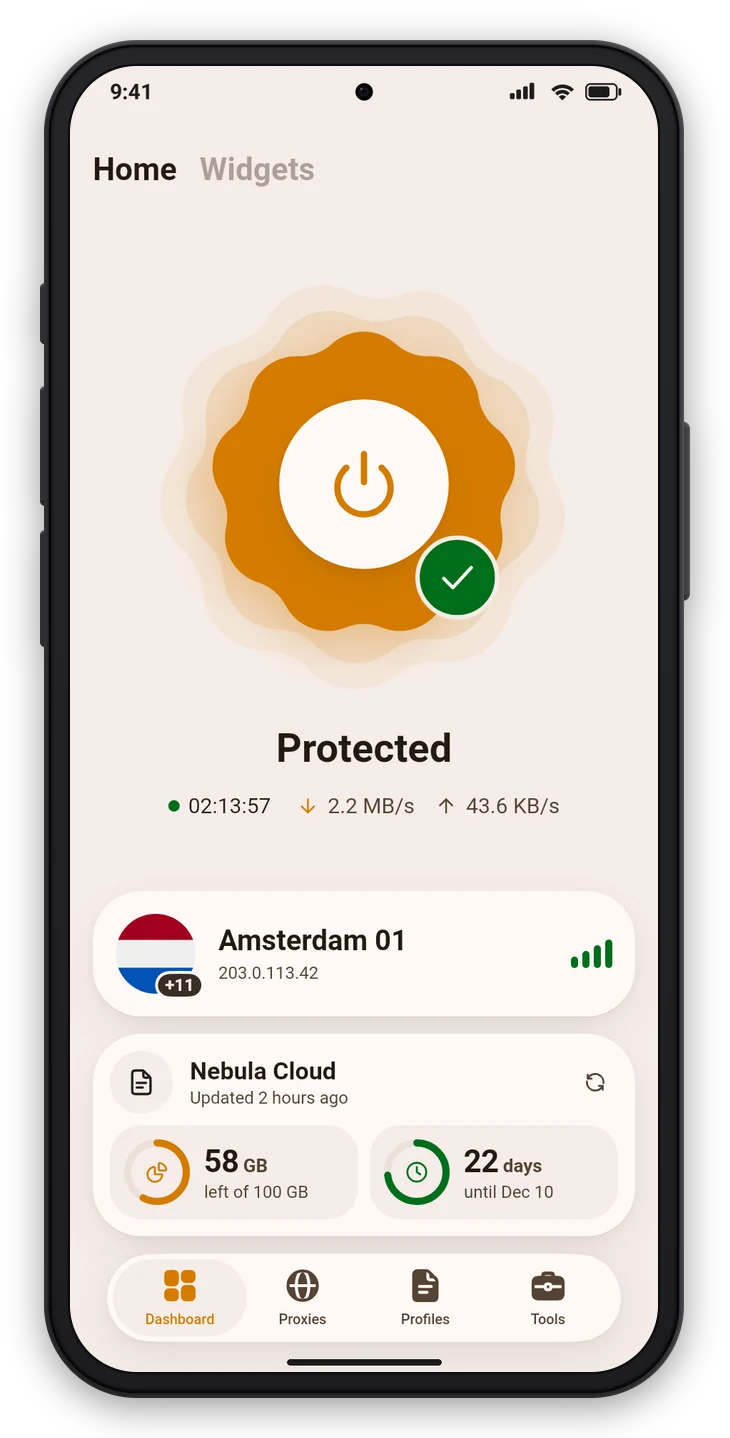 9:41
Home Widgets
Protected
02:13:57 2.2 MB/s 43.6 KB/s
Amsterdam 01
203.0.113.42
+11
Nebula Cloud
Updated 2 hours ago
58 GB
left of 100 GB
22 days
until Dec 10
Dashboard Proxies Profiles Tools